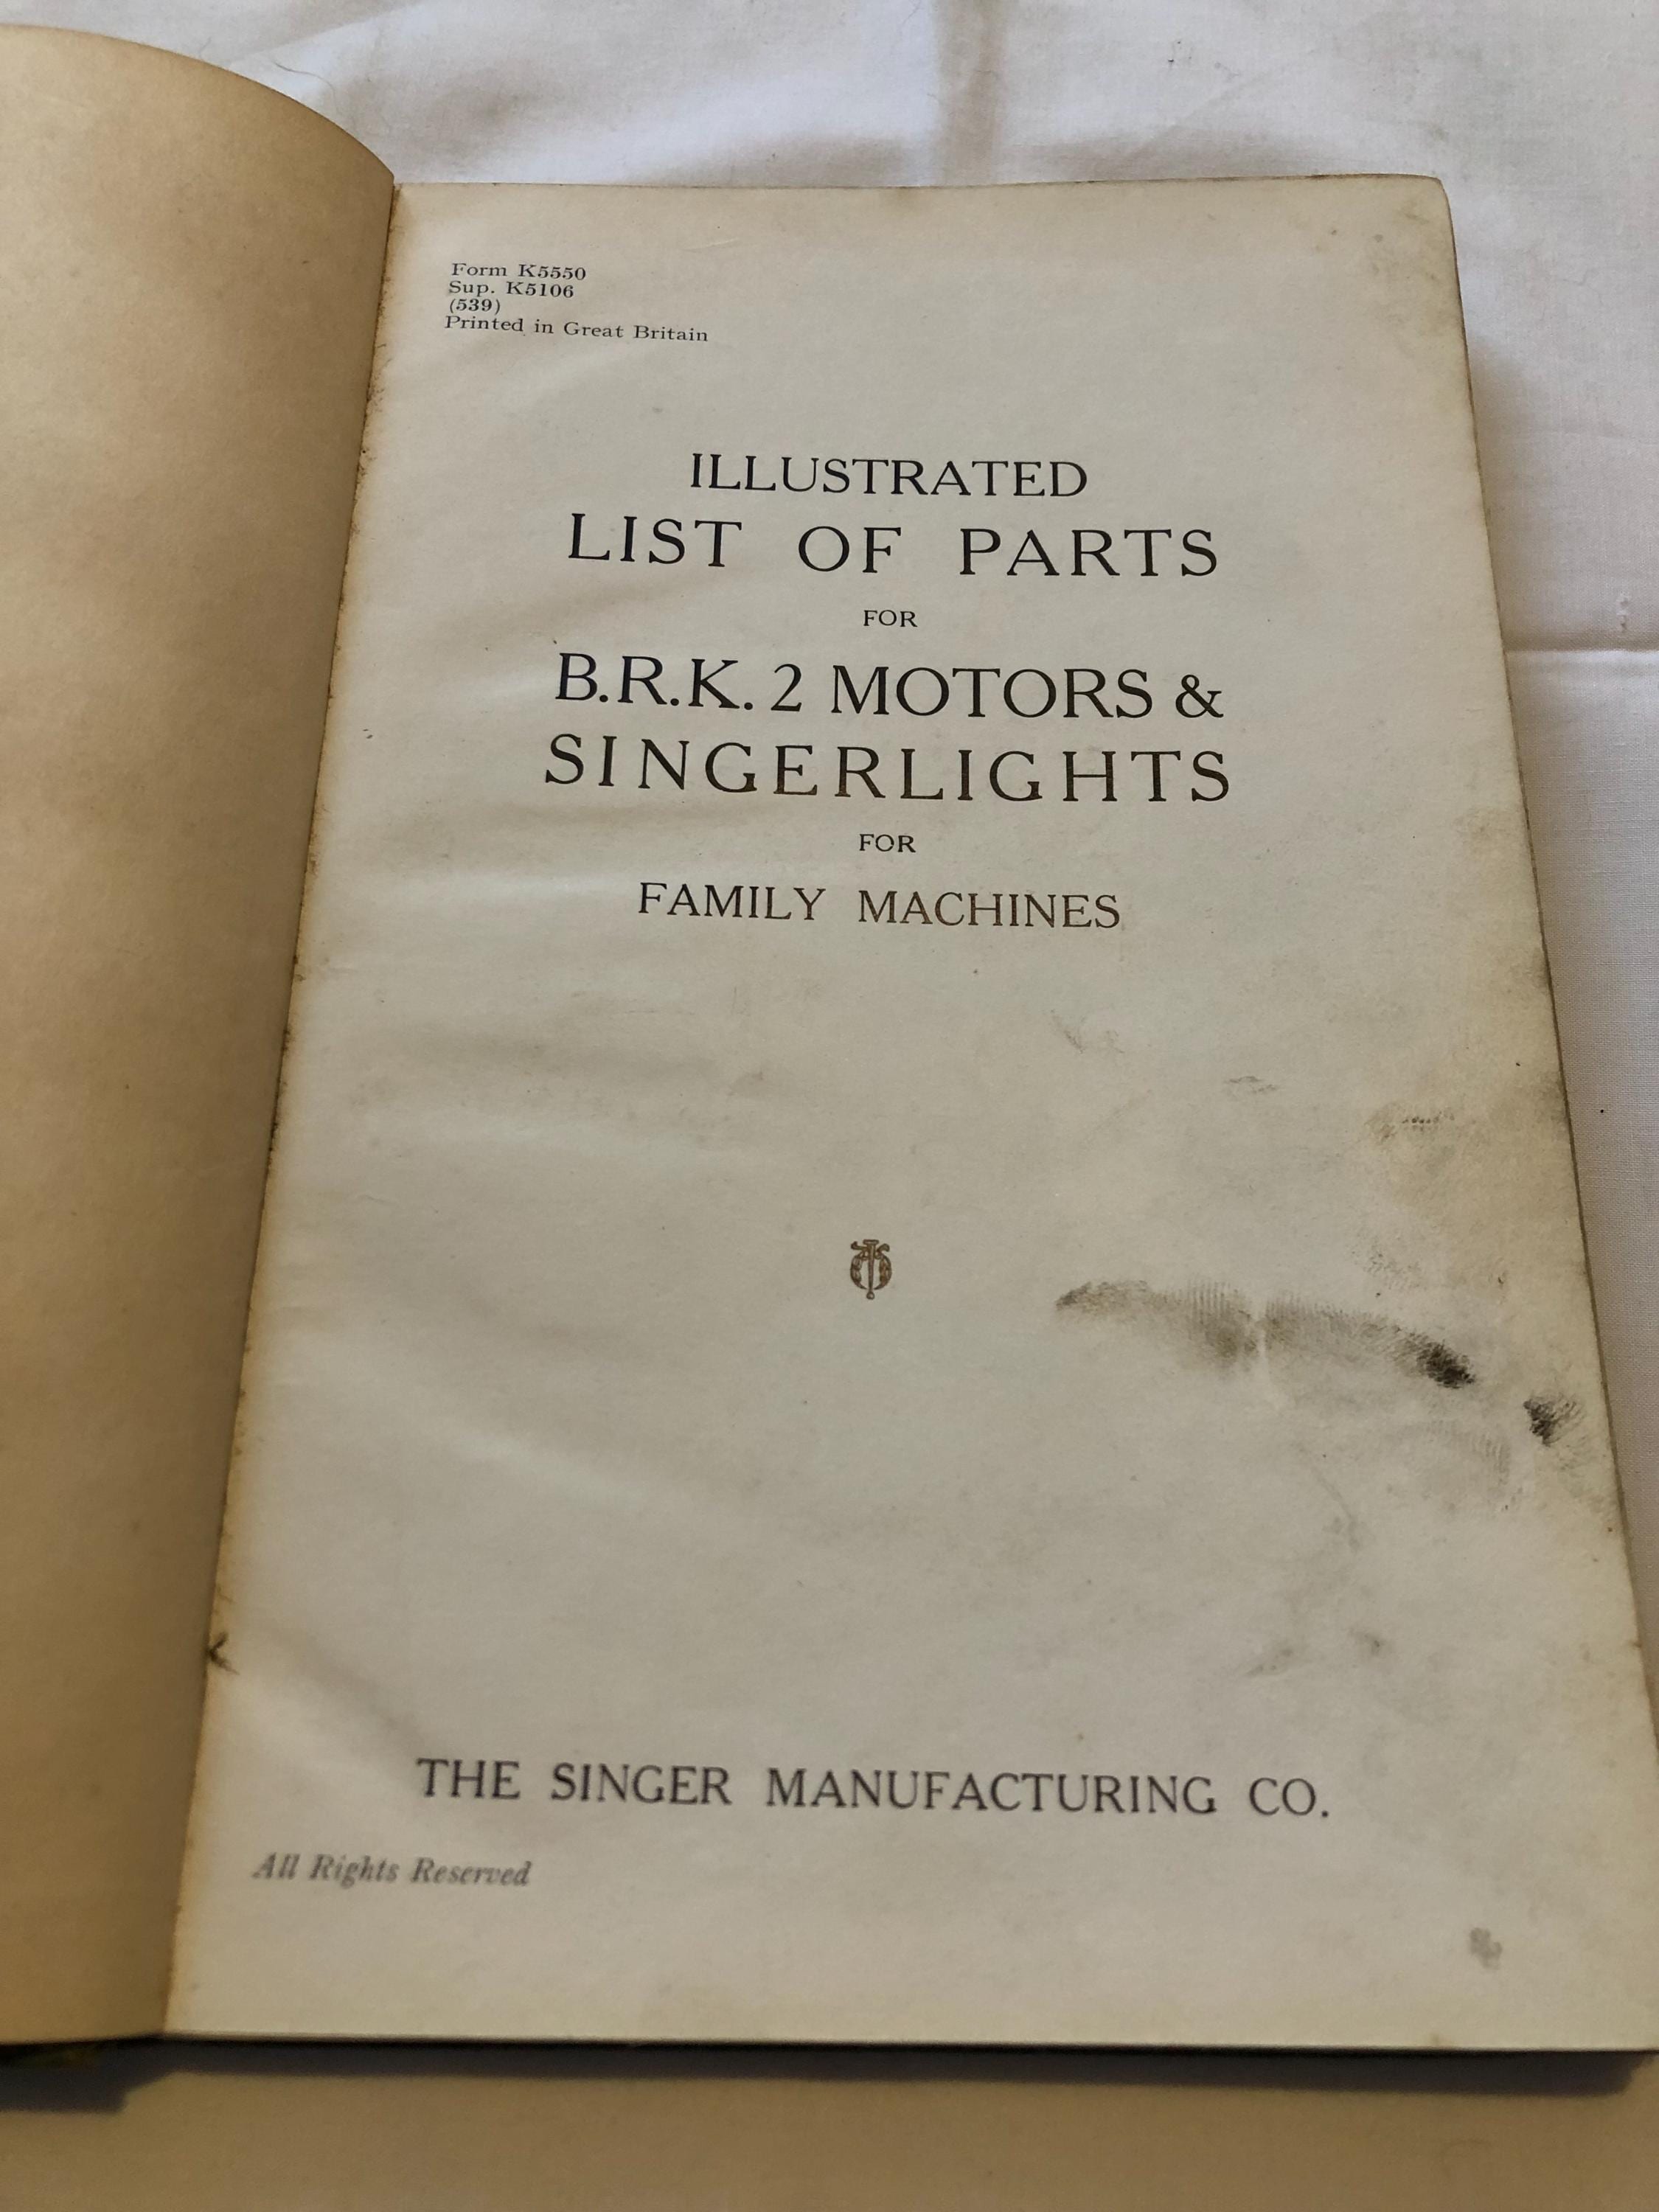 Form K5550
Sup. K5106
(539)
Printed in Great Britain
ILLUSTRATED
LIST OF PARTS
FOR
B.R.K. 2 MOTORS &
SINGERLIGHTS
FOR
FAMILY MACHINES
THE SINGER MANUFACTURING CO.
All Rights Reserved